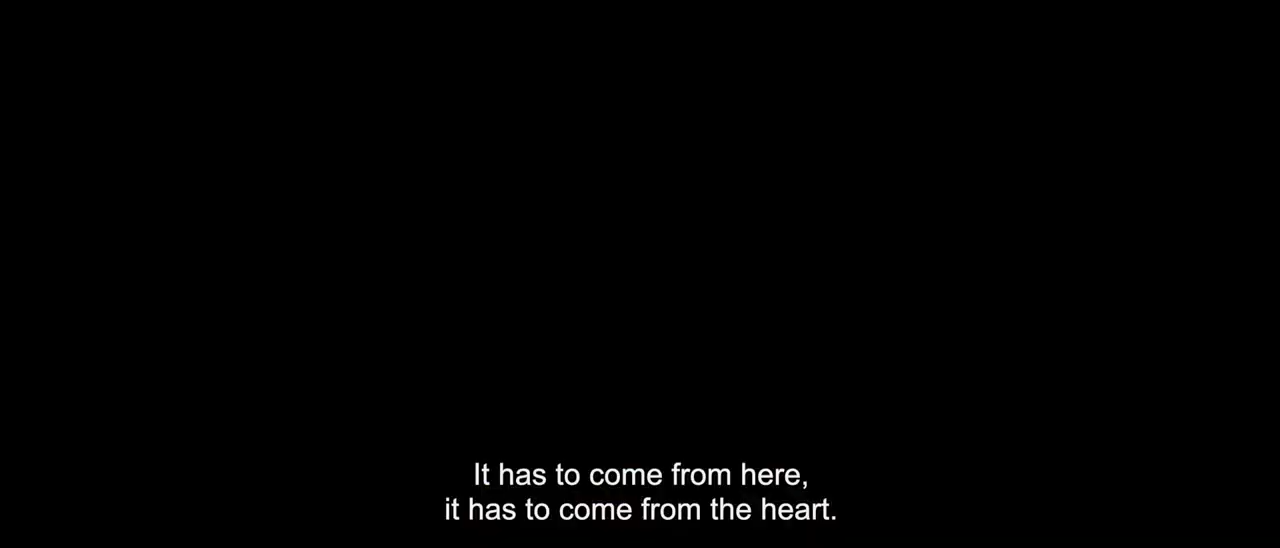 It has to come from here,
it has to come from the heart.